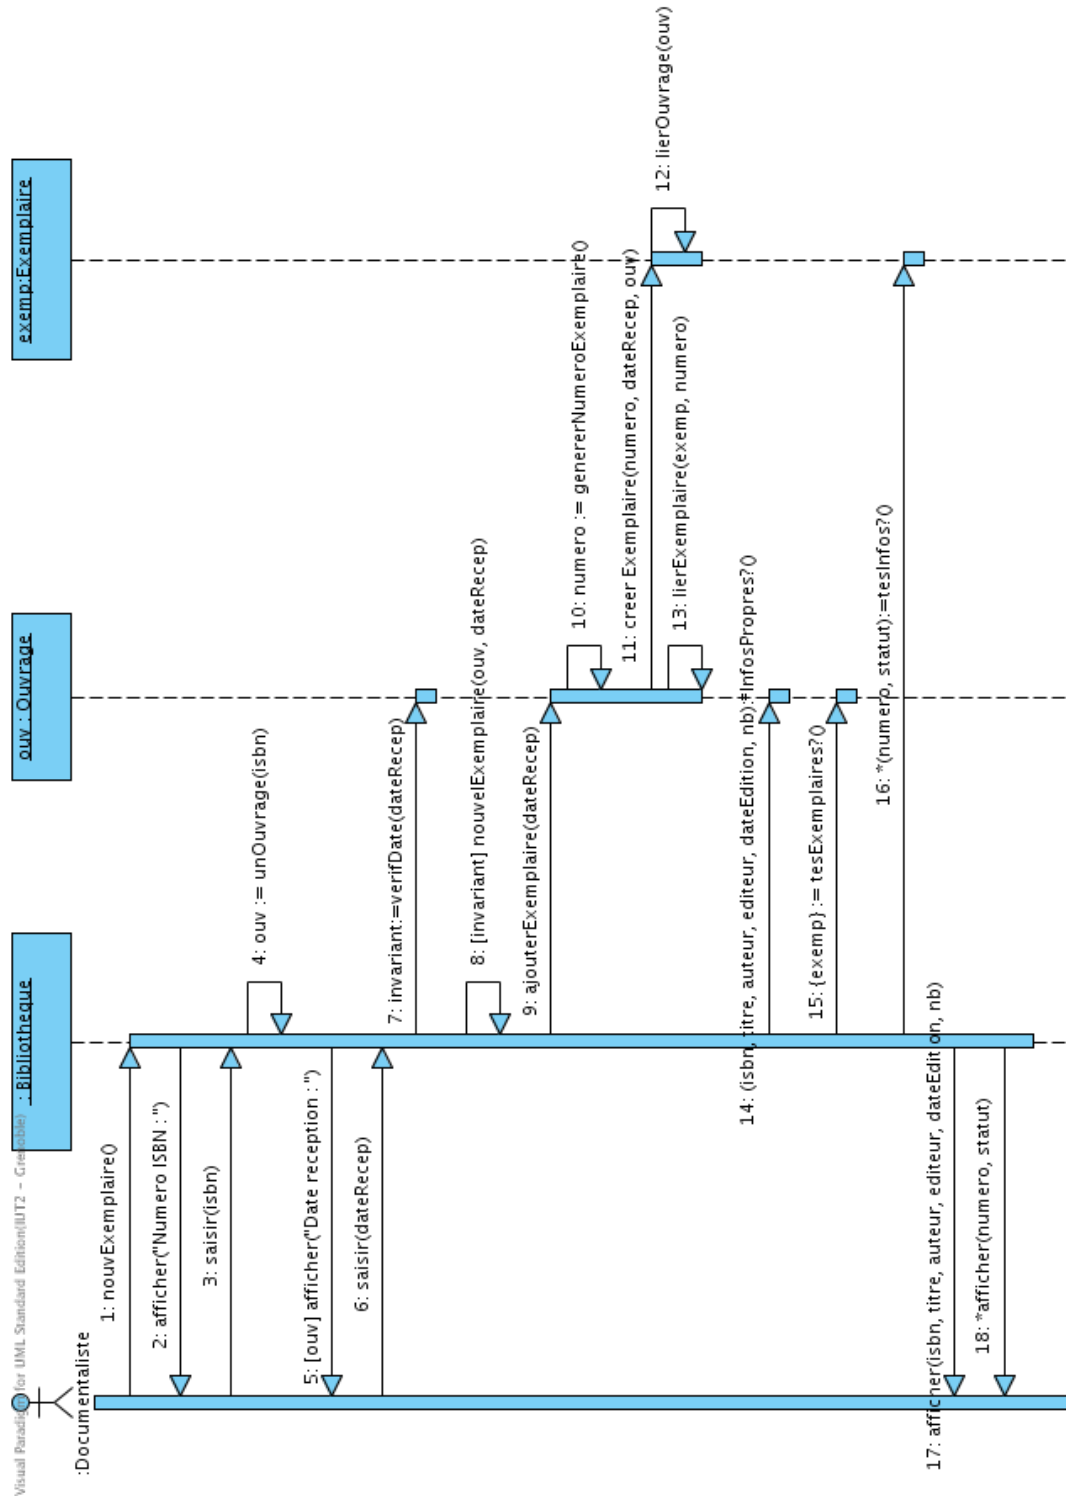 Visual Paradigm for UML Standard Edition(IUT2 - Grenoble)
:Documentaliste
: Bibliotheque
ouv : Ouvrage
exemp:Exemplaire
1: nouvExemplaire()
2: afficher("Numero ISBN : ")
3: saisir(isbn)
4: ouv := unOuvrage(isbn)
5: [ouv] afficher("Date reception : ")
6: saisir(dateRecep)
7: invariant:=verifDate(dateRecep)
8: [invariant] nouvelExemplaire(ouv, dateRecep)
9: ajouterExemplaire(dateRecep)
10: numero := genererNumeroExemplaire()
11: creer Exemplaire(numero, dateRecep, ouv)
12: lierOuvrage(ouv)
13: lierExemplaire(exemp, numero)
14: (isbn, titre, auteur, editeur, dateEdition, nb):=InfosPropres?()
15: {exemp} := tesExemplaires?()
16: *(numero, statut):=tesInfos?()
17: afficher(isbn, titre, auteur, editeur, dateEdition, nb)
18: *afficher(numero, statut)